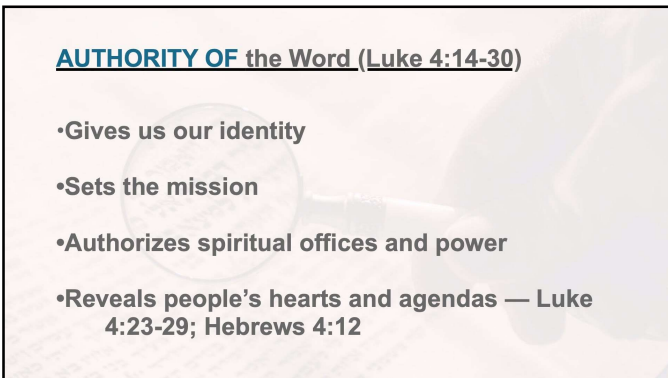 AUTHORITY OF the Word (Luke 4:14-30)
•Gives us our identity
•Sets the mission
•Authorizes spiritual offices and power
•Reveals people’s hearts and agendas — Luke
4:23-29; Hebrews 4:12